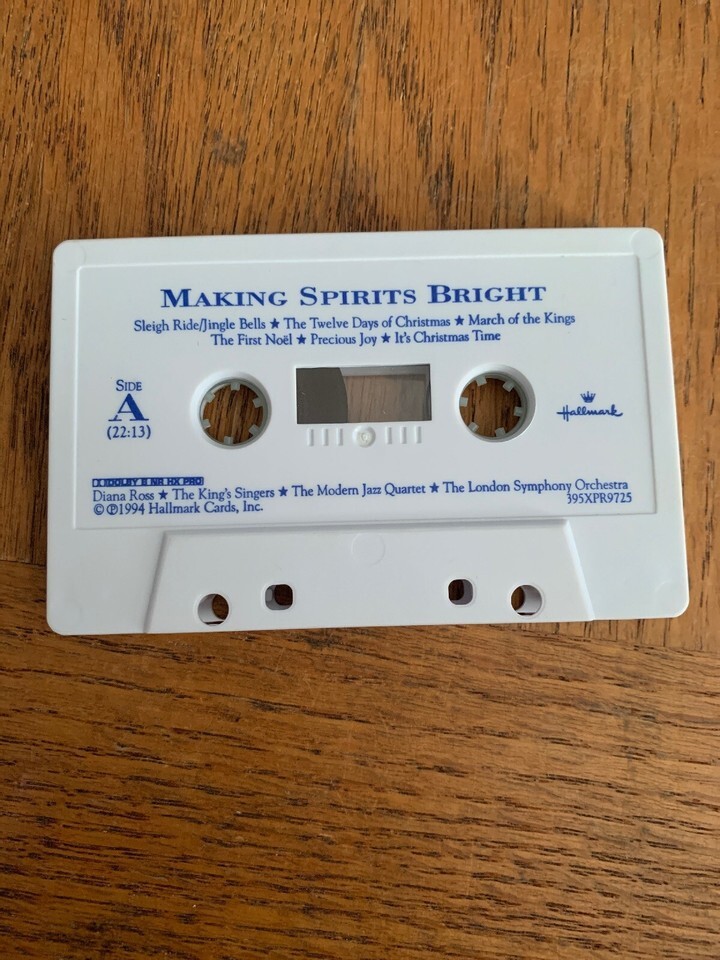 MAKING SPIRITS BRIGHT
Sleigh Ride/Jingle Bells ★ The Twelve Days of Christmas ★ March of the Kings
The First Noël ★ Precious Joy ★ It's Christmas Time
SIDE
A
(22:13)
Hallmark
DOLBY B NR HX PRO
Diana Ross ★ The King's Singers ★ The Modern Jazz Quartet ★ The London Symphony Orchestra
©℗1994 Hallmark Cards, Inc.
395XPR9725